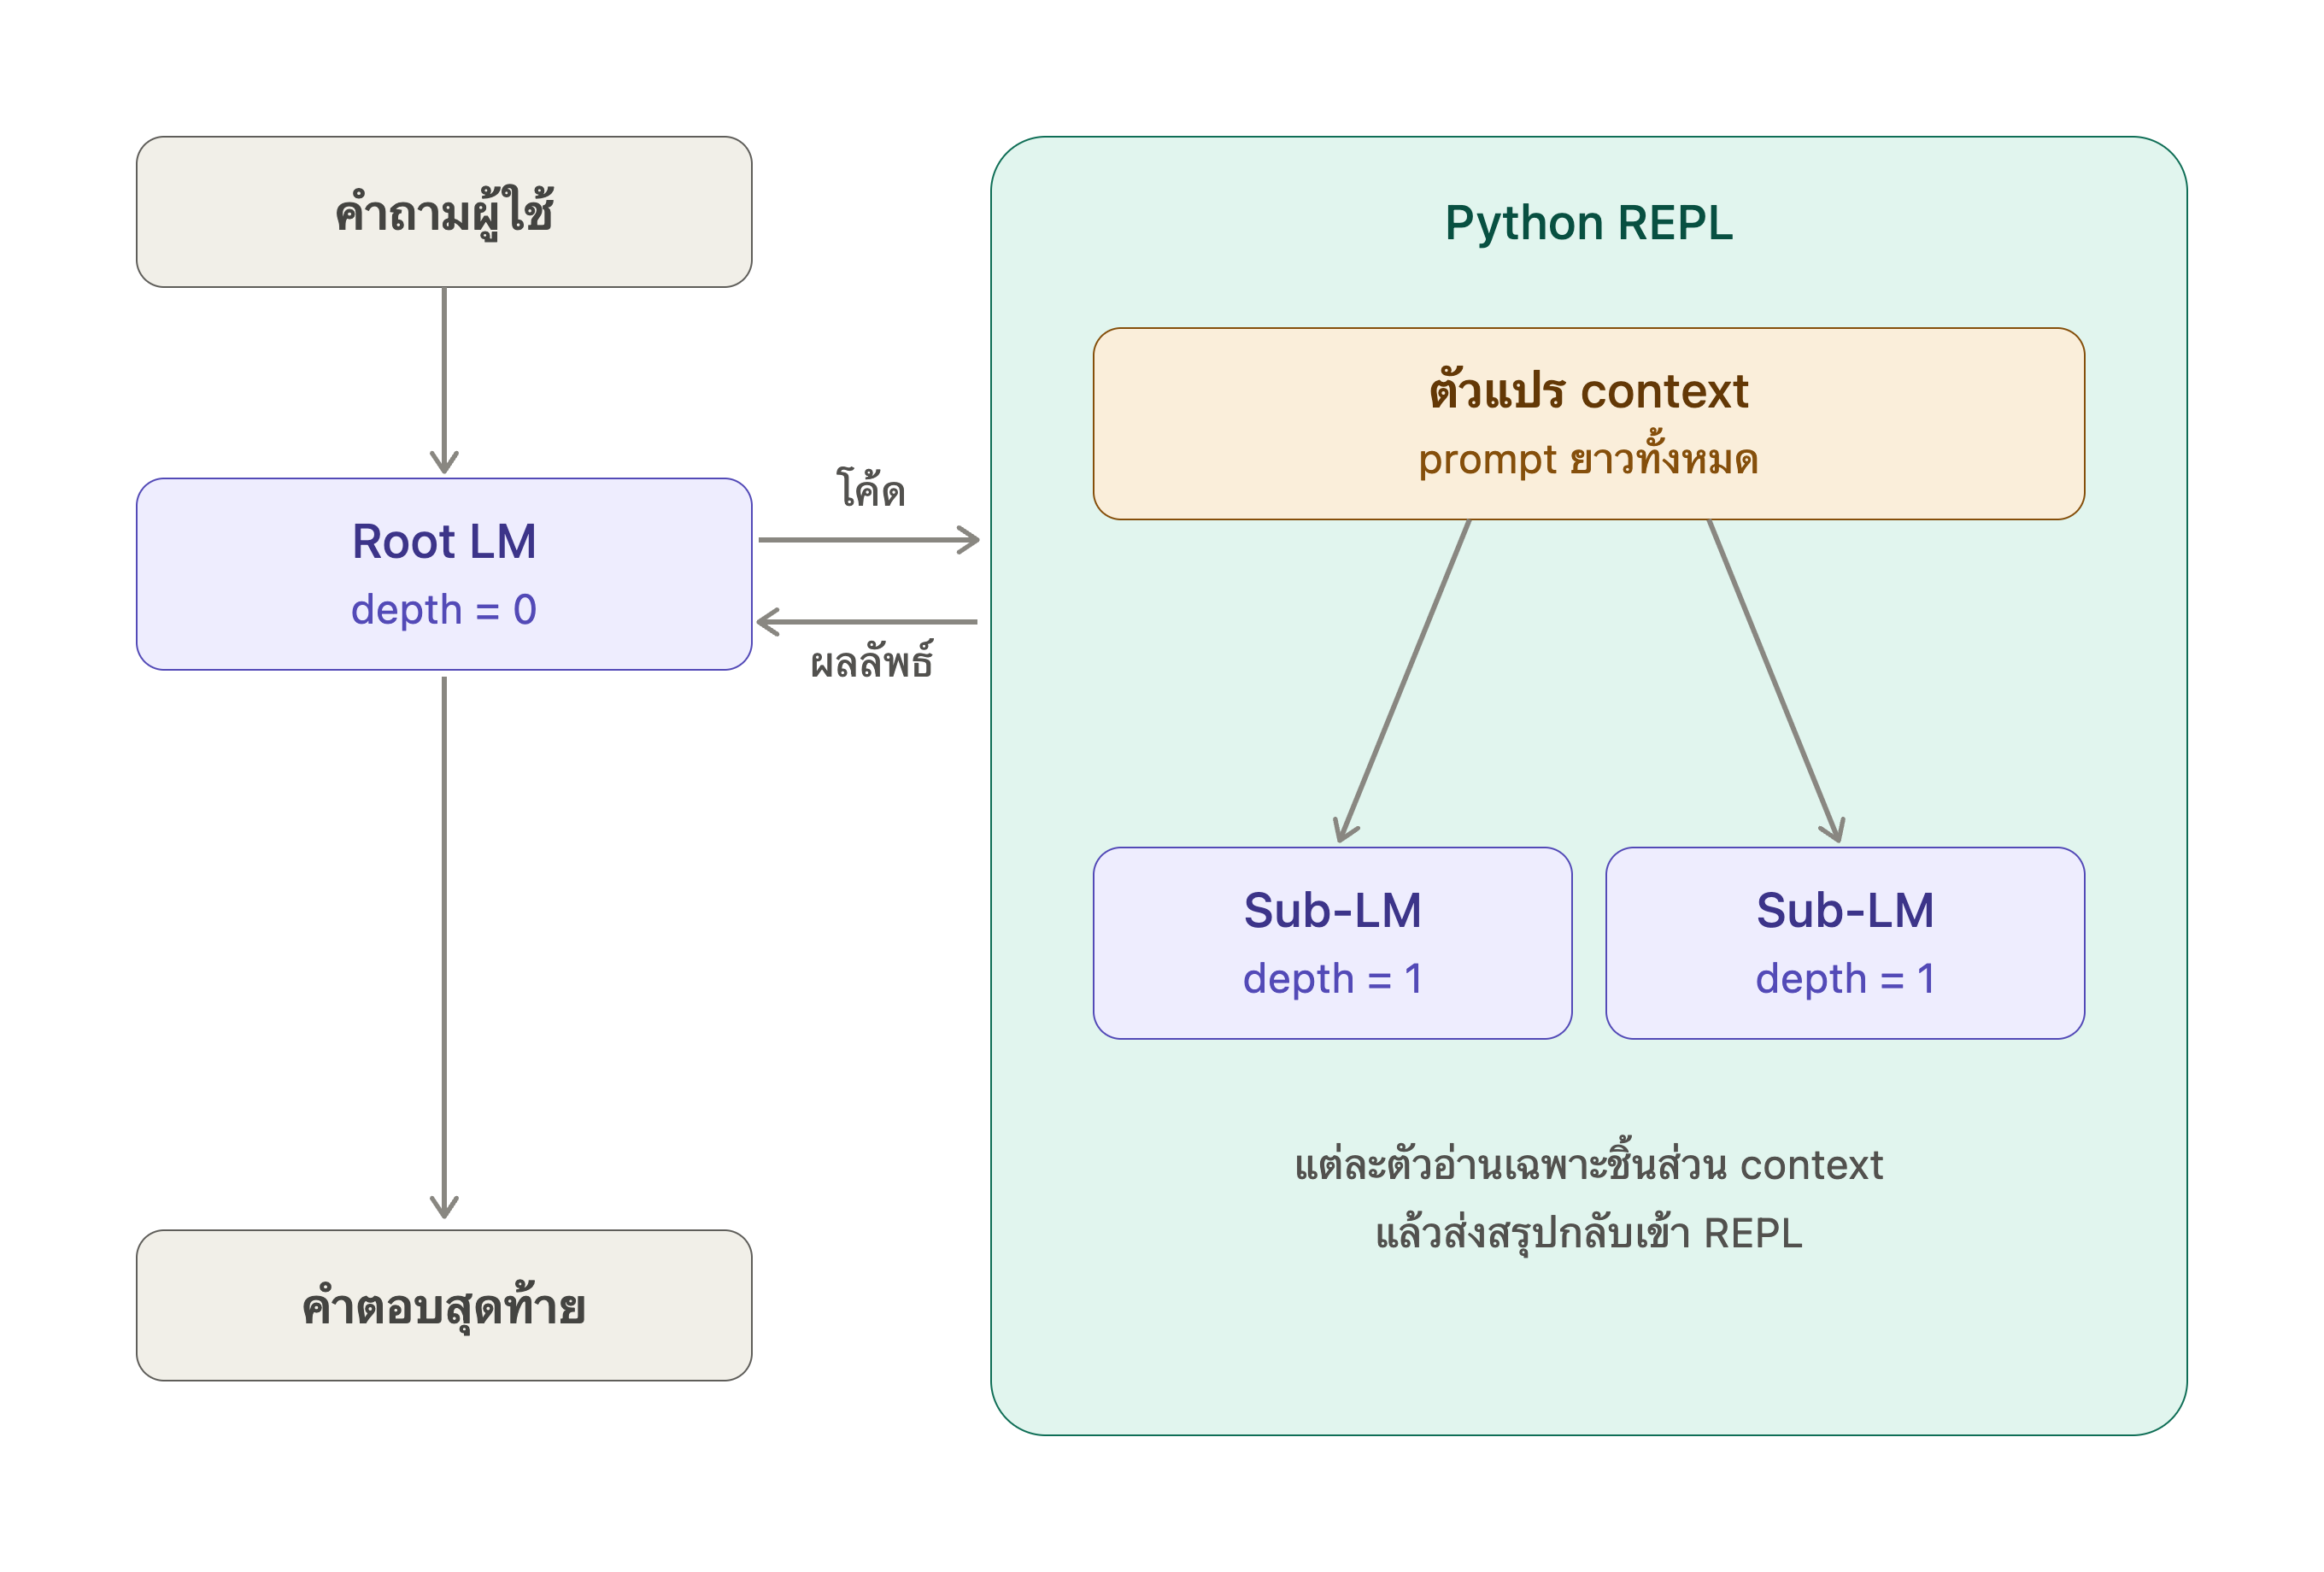 คำถามผู้ใช้
Root LM
depth = 0
โค้ด
ผลลัพธ์
คำตอบสุดท้าย
Python REPL
ตัวแปร context
prompt ยาวทั้งหมด
Sub-LM
depth = 1
Sub-LM
depth = 1
แต่ละตัวอ่านเฉพาะชิ้นส่วน context
แล้วส่งสรุปกลับเข้า REPL